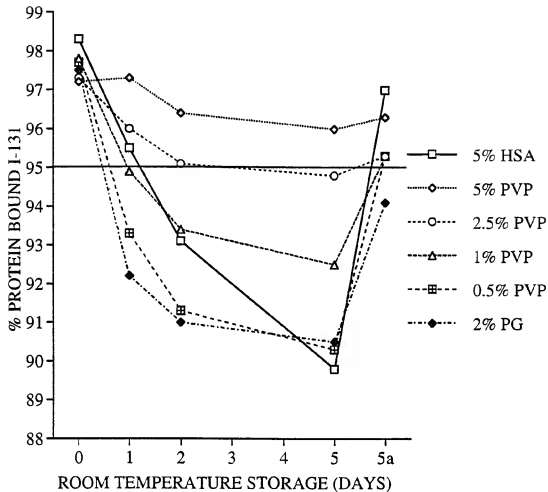 99
98
97
96
95
94
93
92
91
90
89
88
% PROTEIN BOUND I-131
0 1 2 3 4 5 5a
ROOM TEMPERATURE STORAGE (DAYS)
5% HSA
5% PVP
2.5% PVP
1% PVP
0.5% PVP
2% PG